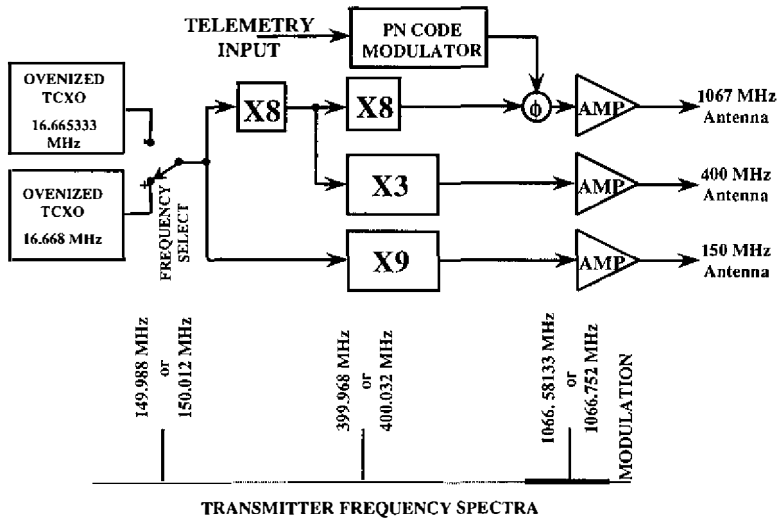 TELEMETRY
INPUT
PN CODE
MODULATOR
OVENIZED
TCXO
16.665333
MHz
X8
X8
ϕ
AMP
1067 MHz
Antenna
OVENIZED
TCXO
16.668 MHz
+
FREQUENCY
SELECT
X3
AMP
400 MHz
Antenna
X9
AMP
150 MHz
Antenna
149.988 MHz
or
150.012 MHz
399.968 MHz
or
400.032 MHz
1066. 58133 MHz
or
1066.752 MHz
MODULATION
TRANSMITTER FREQUENCY SPECTRA